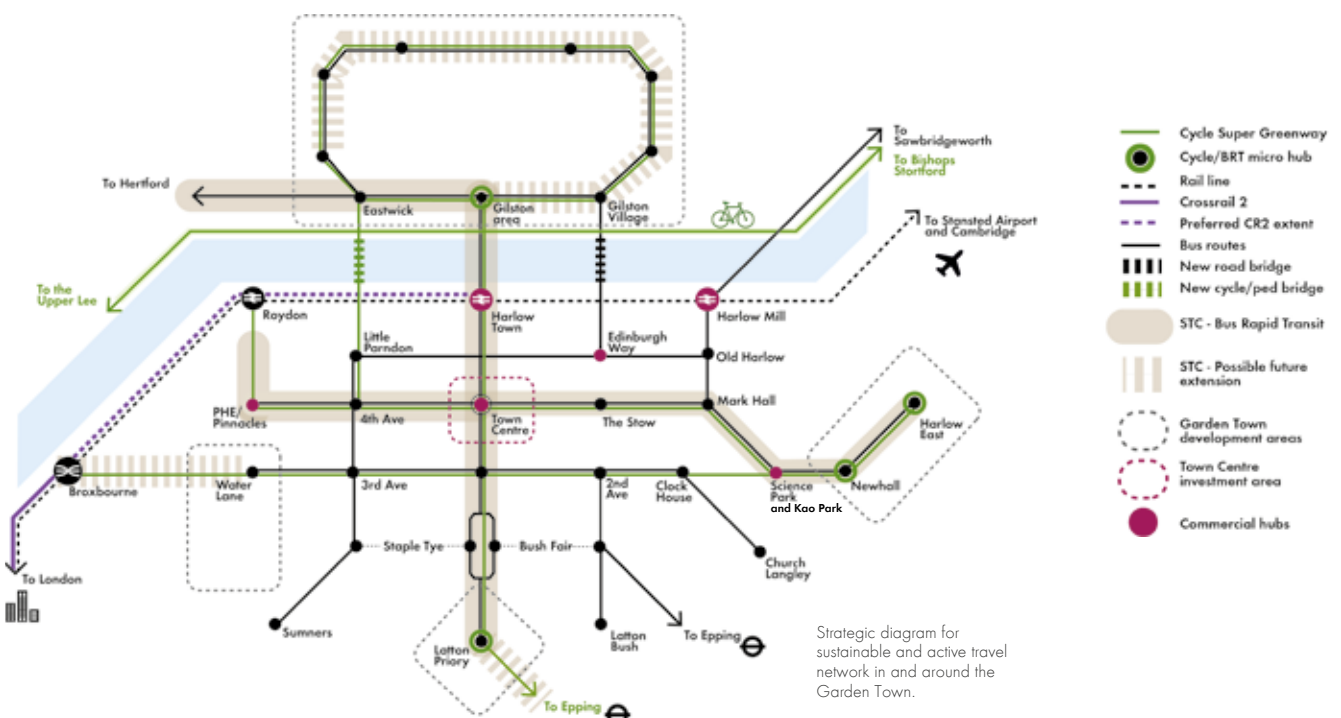 To
Sawbridgeworth
To Bishops
Stortford
To Hertford
Eastwick
Gilston
area
Gilston
Village
To Stansted Airport
and Cambridge
To the
Upper Lee
Roydon
Harlow
Town
Harlow Mill
Little
Parndon
Edinburgh
Way
Old Harlow
PHE/
Pinnacles
4th Ave
Town
Centre
The Stow
Mark Hall
Harlow
East
Broxbourne
Water
Lane
3rd Ave
2nd
Ave
Clock
House
Science
Park
and Kao Park
Newhall
Staple Tye
Bush Fair
Church
Langley
To London
Sumners
Latton
Priory
Latton
Bush
To Epping
To Epping
Cycle Super Greenway
Cycle/BRT micro hub
Rail line
Crossrail 2
Preferred CR2 extent
Bus routes
New road bridge
New cycle/ped bridge
STC - Bus Rapid Transit
STC - Possible future
extension
Garden Town
development areas
Town Centre
investment area
Commercial hubs
Strategic diagram for
sustainable and active travel
network in and around the
Garden Town.